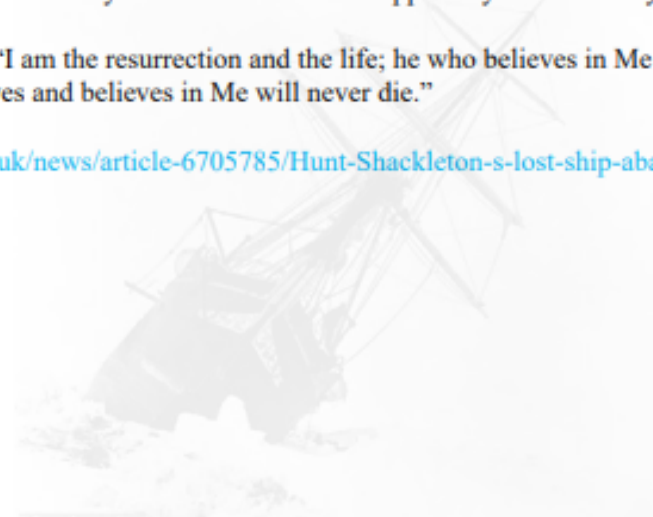 “I am the resurrection and the life; he who believes in Me
es and believes in Me will never die.”
uk/news/article-6705785/Hunt-Shackleton-s-lost-ship-aba